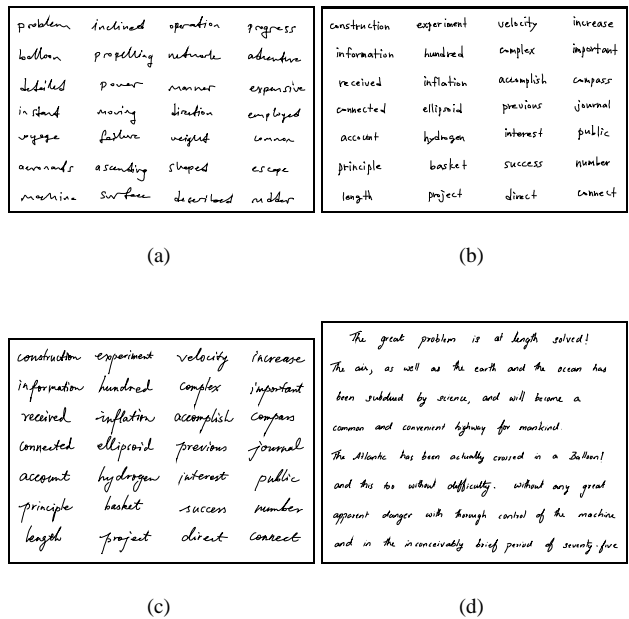 problem inclined operation progress
balloon propelling network adventure
detailed power manner expensive
instant moving direction employed
voyage failure weight common
aeronauts ascending shaped escape
machine surface described rudder
(a)
construction experiment velocity increase
information hundred complex important
received inflation accomplish compass
connected ellipsoid previous journal
account hydrogen interest public
principle basket success number
length project direct connect
(b)
construction experiment velocity increase
information hundred complex important
received inflation accomplish compass
connected ellipsoid previous journal
account hydrogen interest public
principle basket success number
length project direct connect
(c)
The great problem is at length solved!
The air, as well as the earth and the ocean has
been subdued by science, and will become a
common and convenient highway for mankind.
The Atlantic has been actually crossed in a Balloon!
and this too without difficulty. without any great
apparent danger with thorough control of the machine
and in the inconceivably brief period of seventy-five
(d)